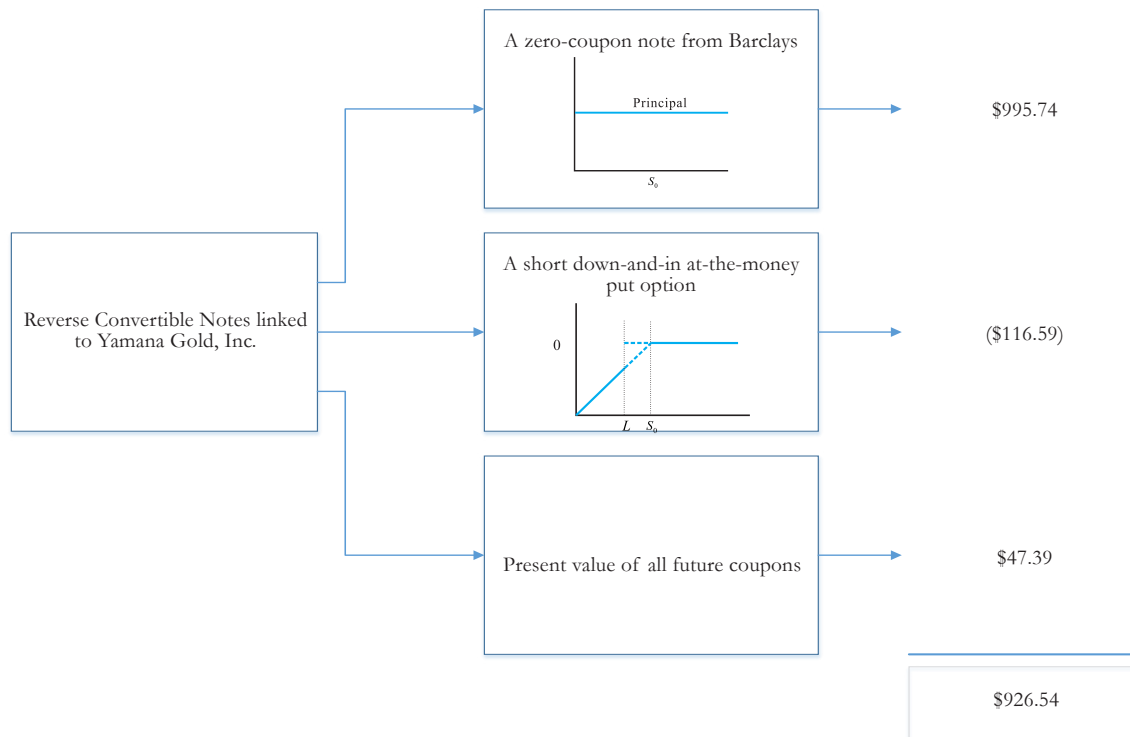 A zero-coupon note from Barclays
Principal
S₀
$995.74
Reverse Convertible Notes linked
to Yamana Gold, Inc.
A short down-and-in at-the-money
put option
0
L S₀
($116.59)
Present value of all future coupons
$47.39
$926.54